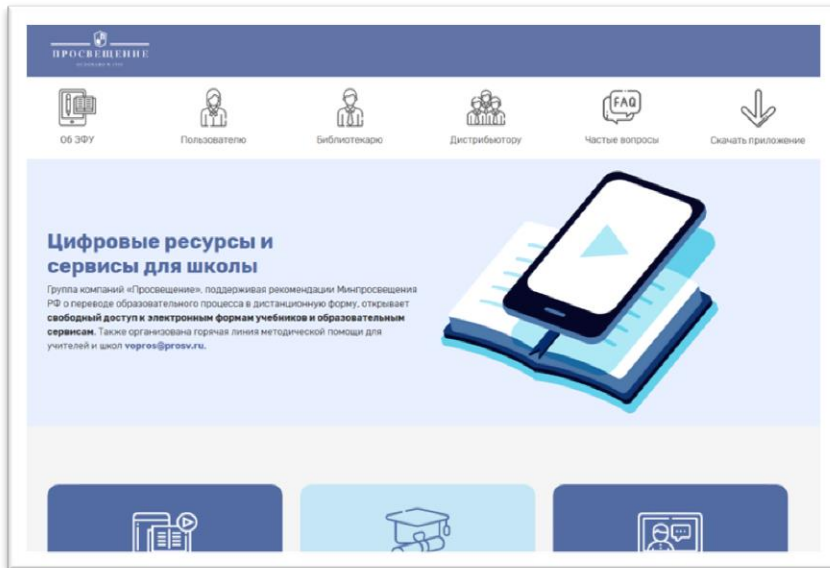 ПРОСВЕЩЕНИЕ
Об ЭФУ
Пользователю
Библиотекарю
Дистрибьютору
FAQ
Частые вопросы
Скачать приложение
Цифровые ресурсы и
сервисы для школы
Группа компаний «Просвещение», поддерживая рекомендации Минпросвещения
РФ о переводе образовательного процесса в дистанционную форму, открывает
свободный доступ к электронным формам учебников и образовательным
сервисам. Также организована горячая линия методической помощи для
учителей и школ vopros@prosv.ru.